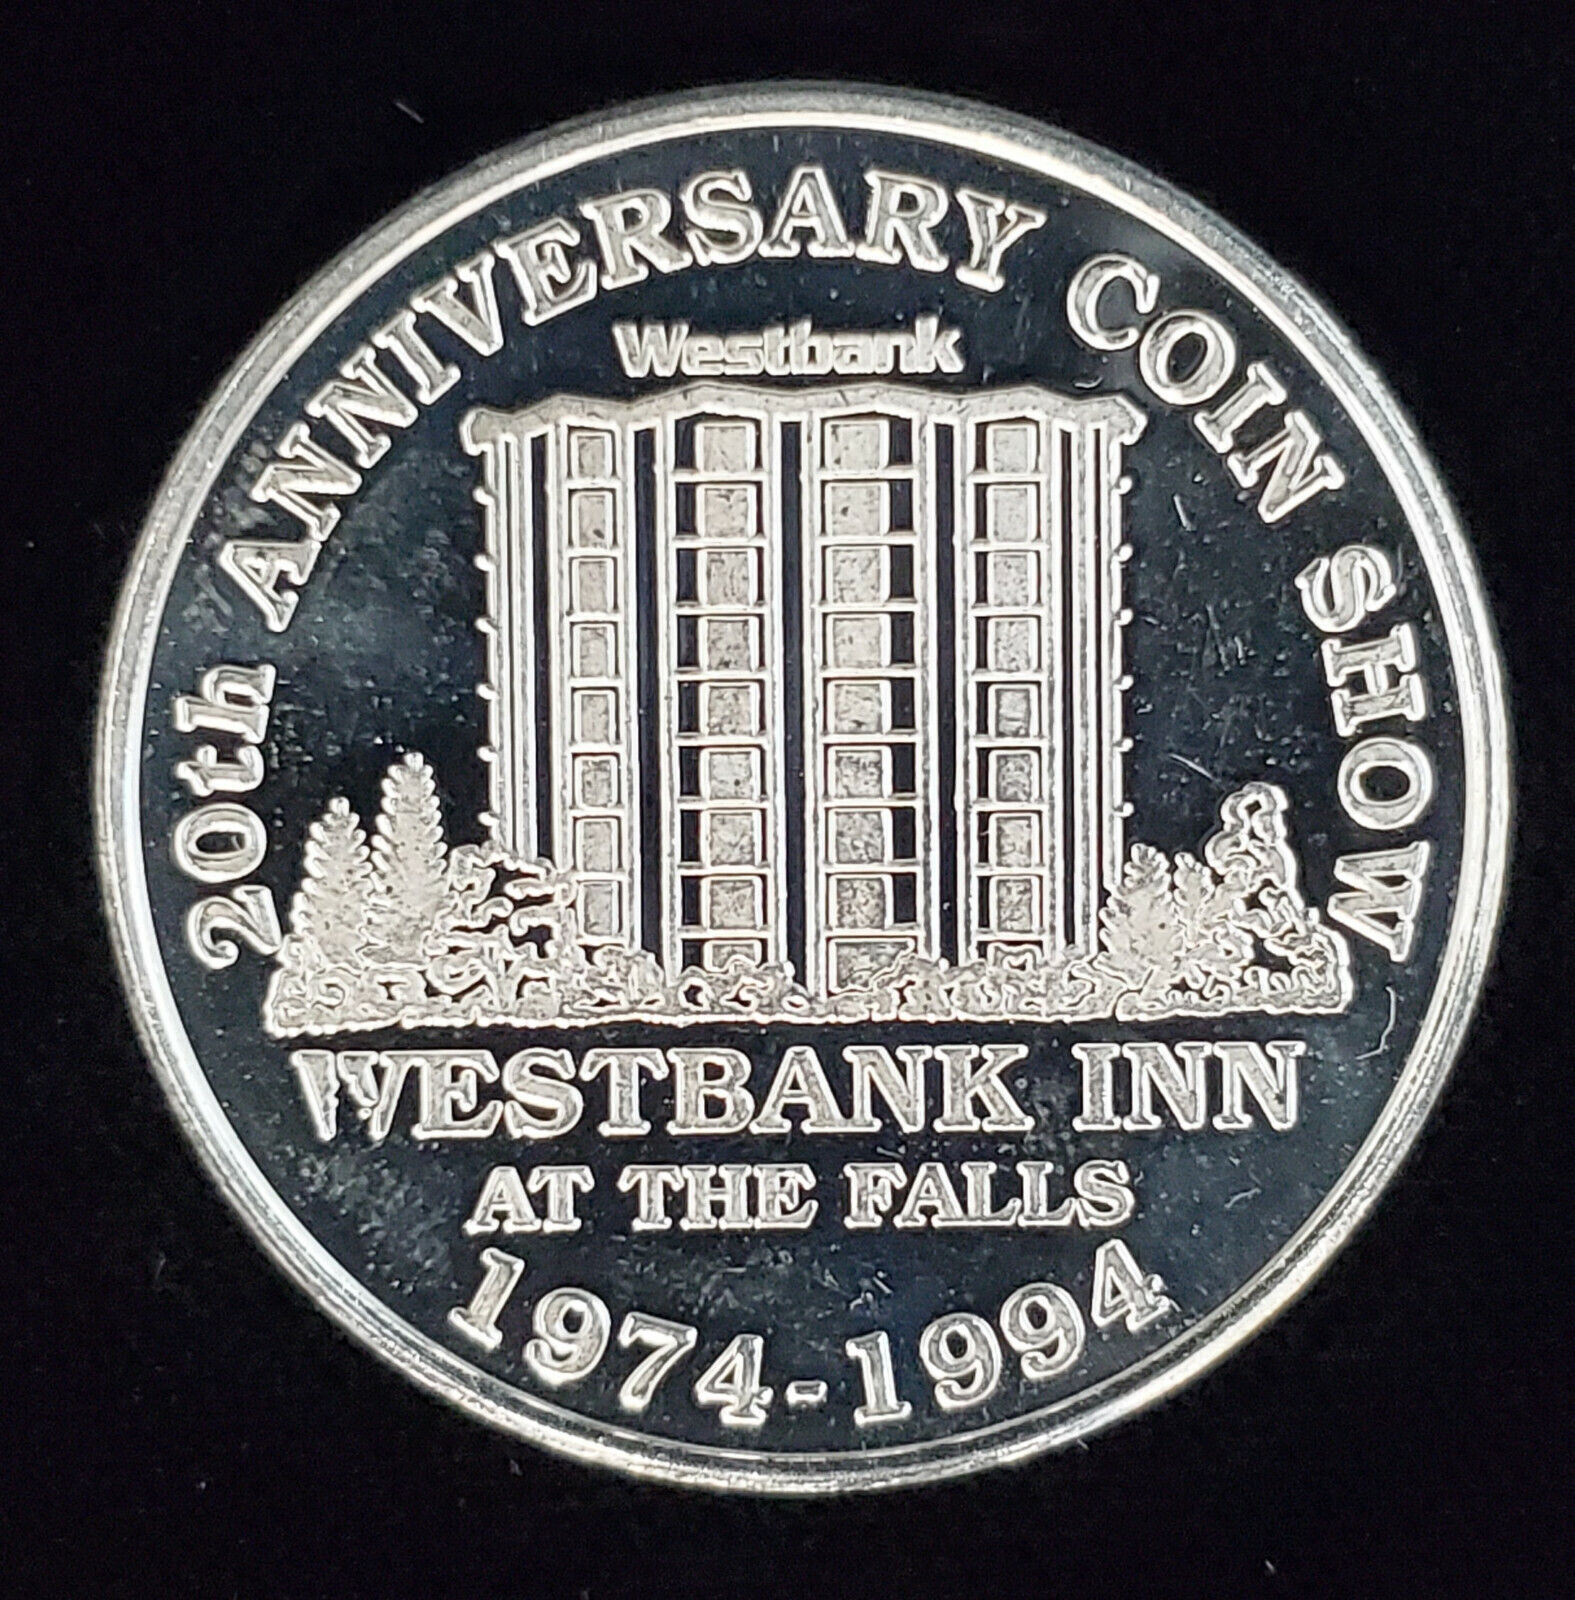 20th ANNIVERSARY COIN SHOW
Westbank
WESTBANK INN
AT THE FALLS
1974-1994